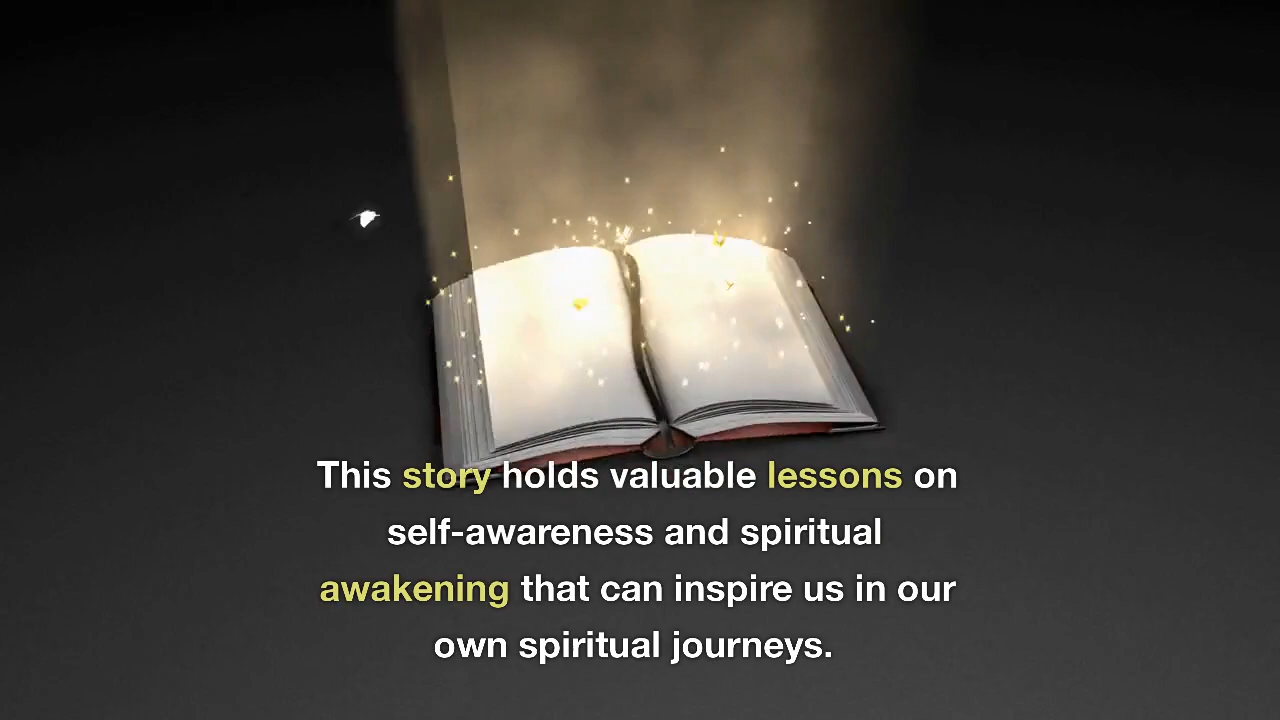 This story holds valuable lessons on
self-awareness and spiritual
awakening that can inspire us in our
own spiritual journeys.